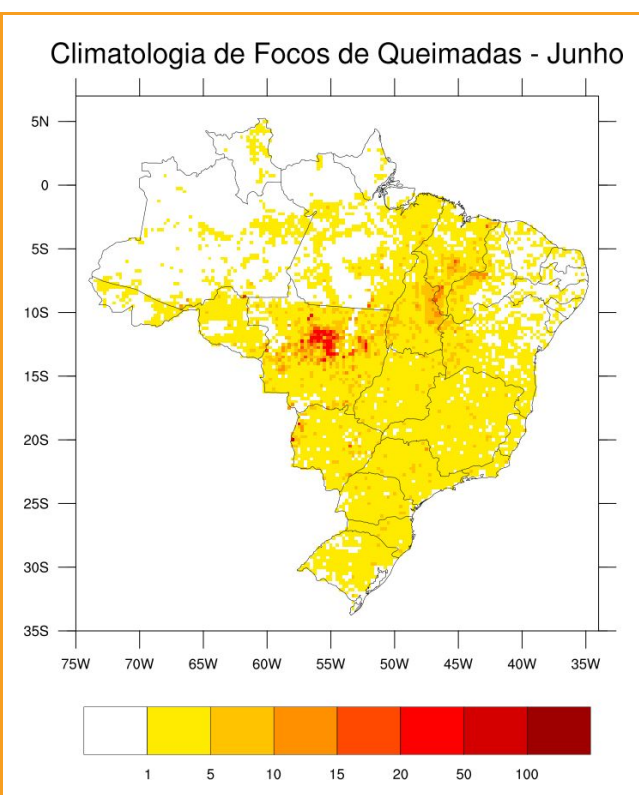 Climatologia de Focos de Queimadas - Junho
5N
0
5S
10S
15S
20S
25S
30S
35S
75W 70W 65W 60W 55W 50W 45W 40W 35W
1 5 10 15 20 50 100